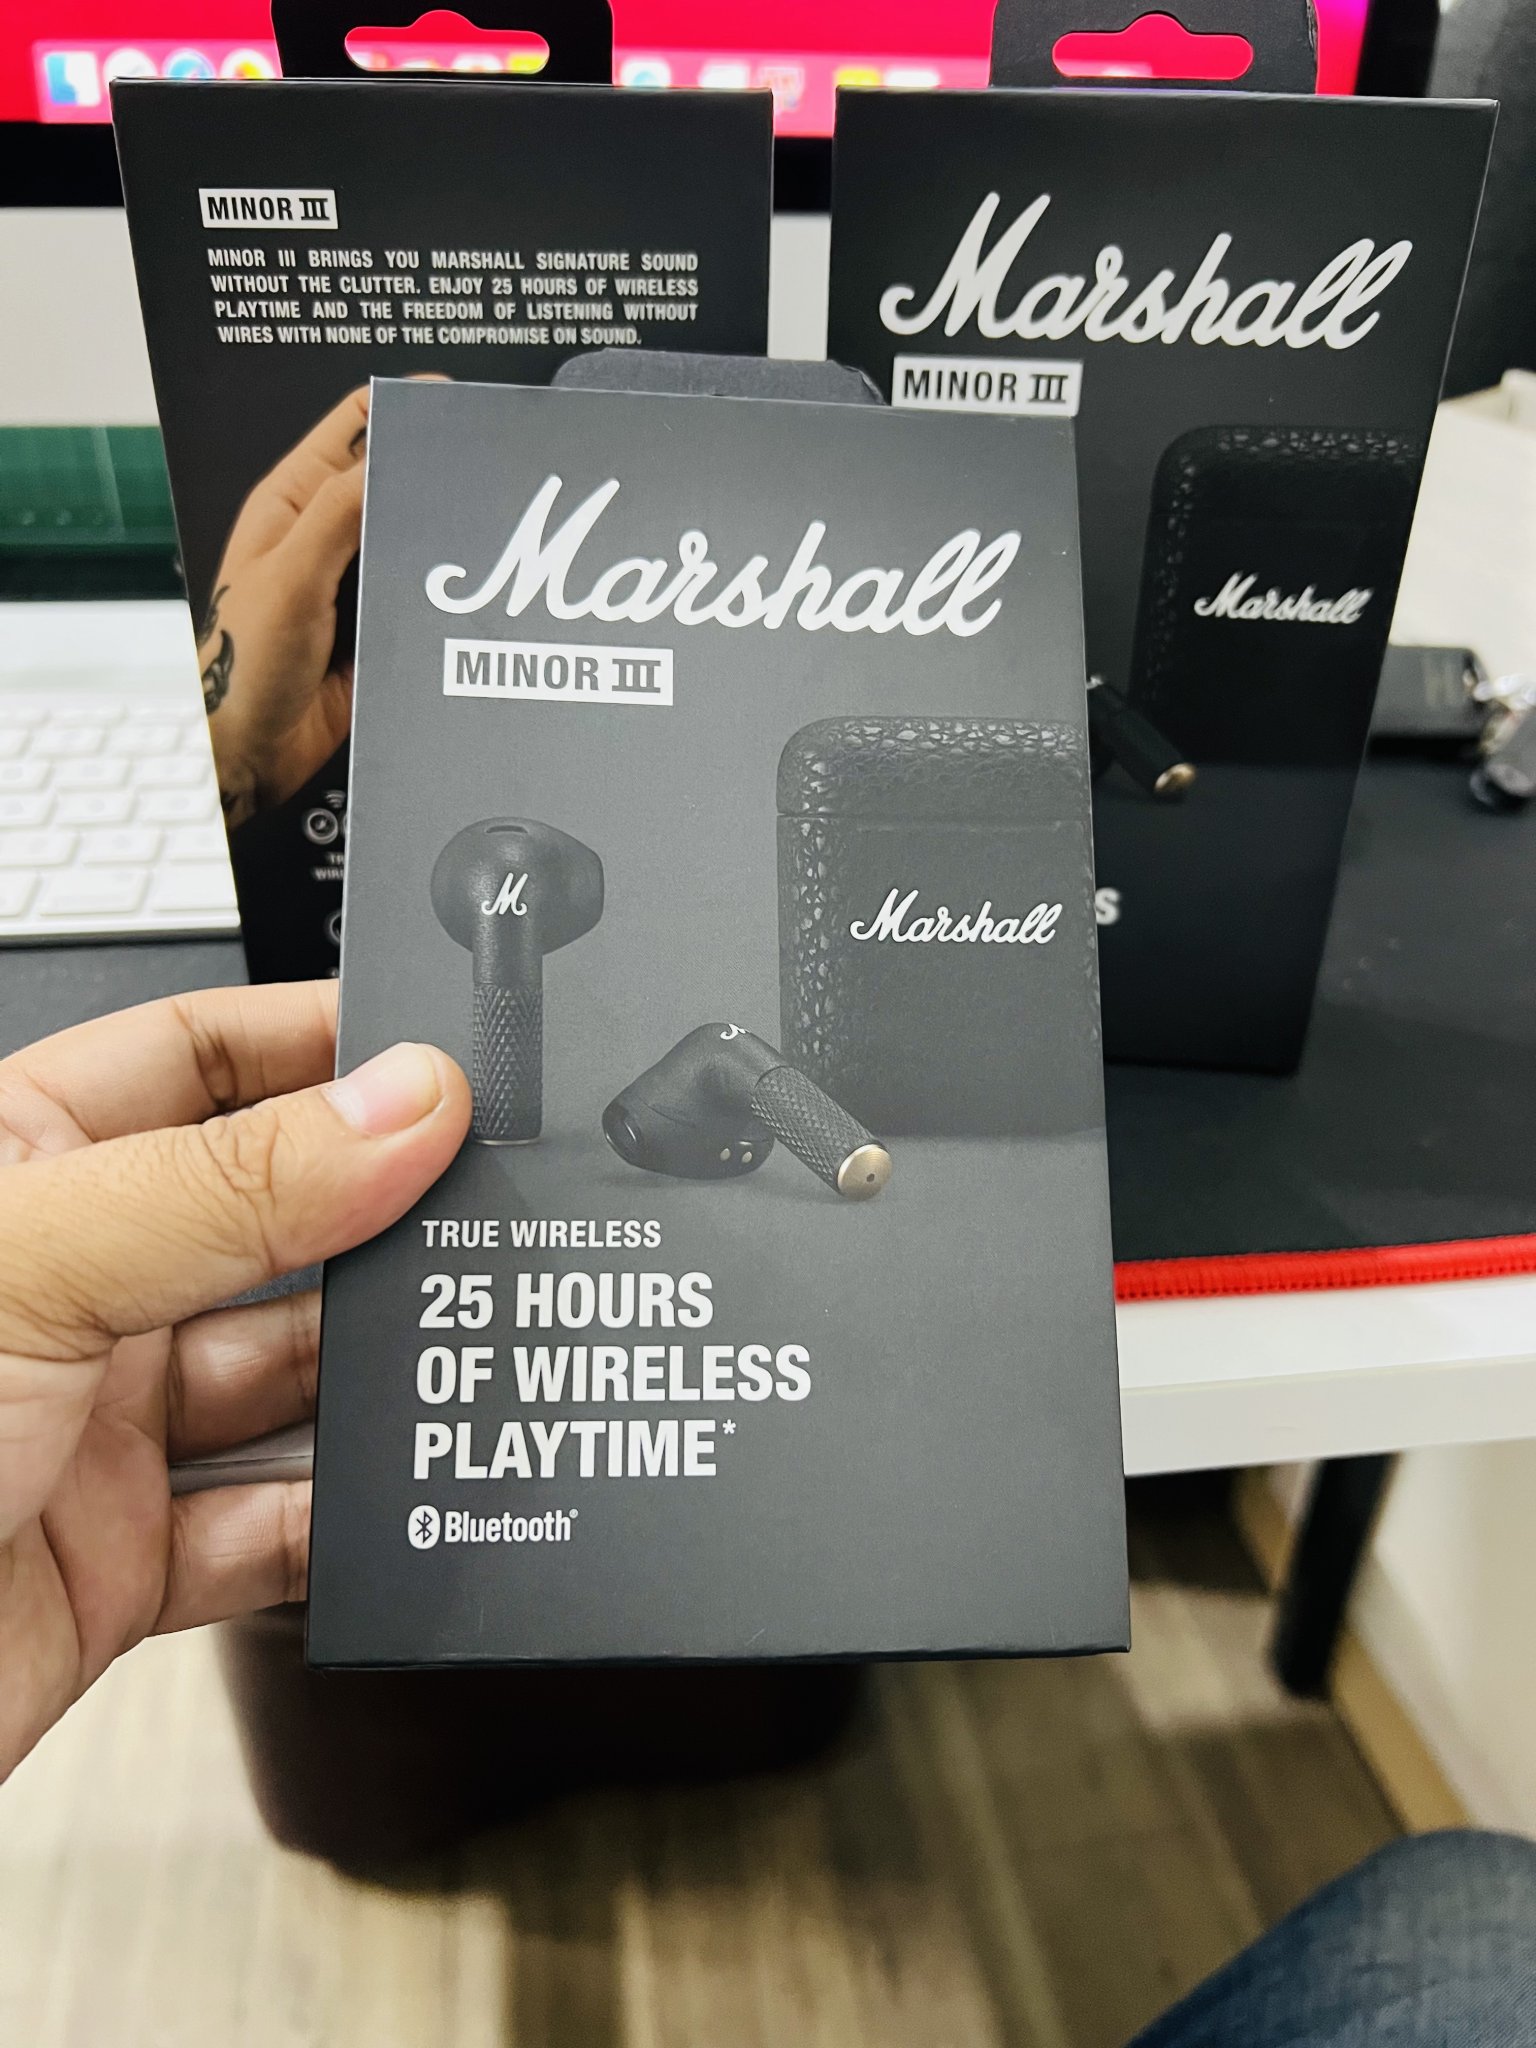 MINOR III
MINOR III BRINGS YOU MARSHALL SIGNATURE SOUND
WITHOUT THE CLUTTER. ENJOY 25 HOURS OF WIRELESS
PLAYTIME AND THE FREEDOM OF LISTENING WITHOUT
WIRES WITH NONE OF THE COMPROMISE ON SOUND.
Marshall
MINOR III
Marshall
S
Marshall
MINOR III
M
Marshall
TRUE WIRELESS
25 HOURS
OF WIRELESS
PLAYTIME*
Bluetooth®